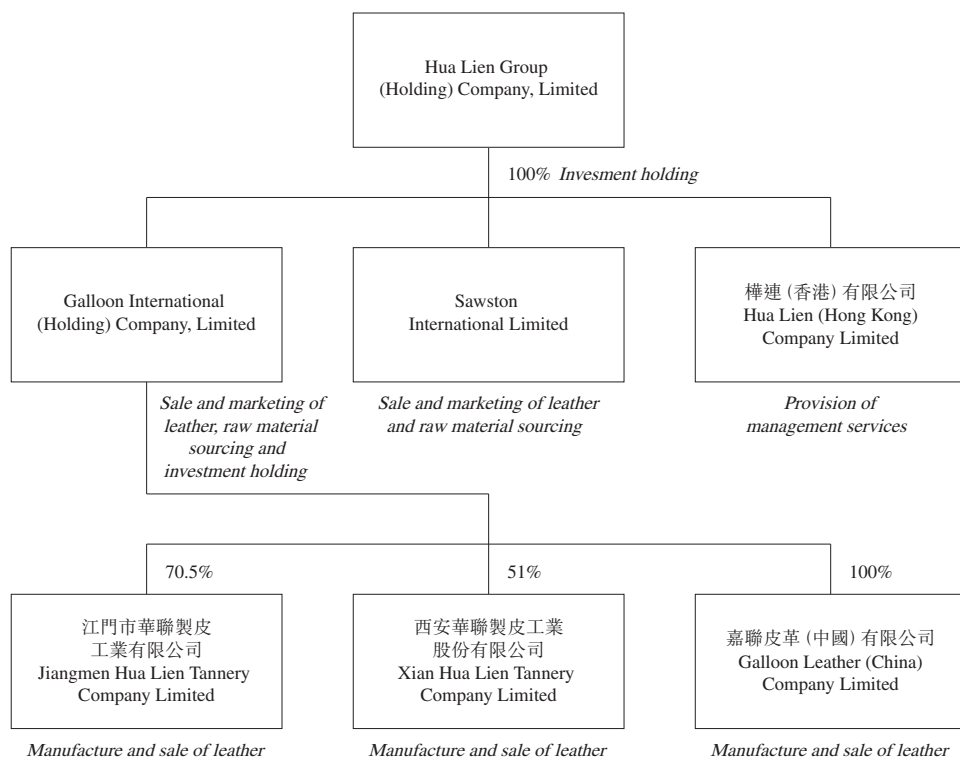 Hua Lien Group
(Holding) Company, Limited
100% Invesment holding
Galloon International
(Holding) Company, Limited
Sawston
International Limited
樺連 (香港) 有限公司
Hua Lien (Hong Kong)
Company Limited
Sale and marketing of
leather, raw material
sourcing and
investment holding
Sale and marketing of leather
and raw material sourcing
Provision of
management services
70.5%
51%
100%
江門市華聯製皮
工業有限公司
Jiangmen Hua Lien Tannery
Company Limited
西安華聯製皮工業
股份有限公司
Xian Hua Lien Tannery
Company Limited
嘉聯皮革 (中國) 有限公司
Galloon Leather (China)
Company Limited
Manufacture and sale of leather
Manufacture and sale of leather
Manufacture and sale of leather